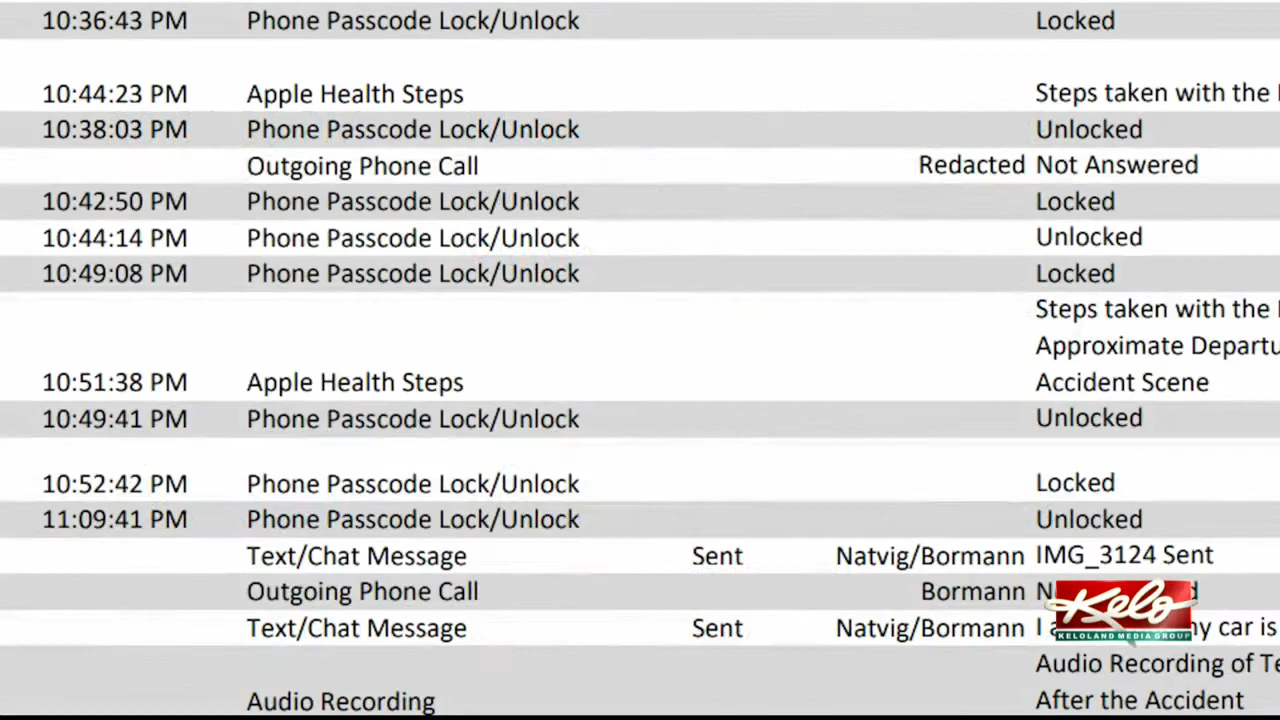 10:36:43 PM Phone Passcode Lock/Unlock Locked
10:44:23 PM Apple Health Steps Steps taken with the
10:38:03 PM Phone Passcode Lock/Unlock Unlocked
Outgoing Phone Call Redacted Not Answered
10:42:50 PM Phone Passcode Lock/Unlock Locked
10:44:14 PM Phone Passcode Lock/Unlock Unlocked
10:49:08 PM Phone Passcode Lock/Unlock Locked
Steps taken with the
Approximate Departu
10:51:38 PM Apple Health Steps Accident Scene
10:49:41 PM Phone Passcode Lock/Unlock Unlocked
10:52:42 PM Phone Passcode Lock/Unlock Locked
11:09:41 PM Phone Passcode Lock/Unlock Unlocked
Text/Chat Message Sent Natvig/Bormann IMG_3124 Sent
Outgoing Phone Call Bormann
Text/Chat Message Sent Natvig/Bormann I my car is
Audio Recording of Te
Audio Recording After the Accident
Kelo
KELOLAND MEDIA GROUP